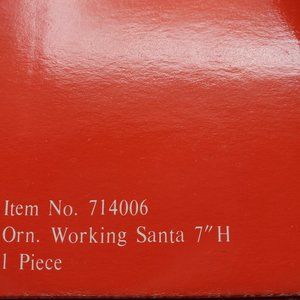 Item No. 714006
Orn. Working Santa 7"H
1 Piece